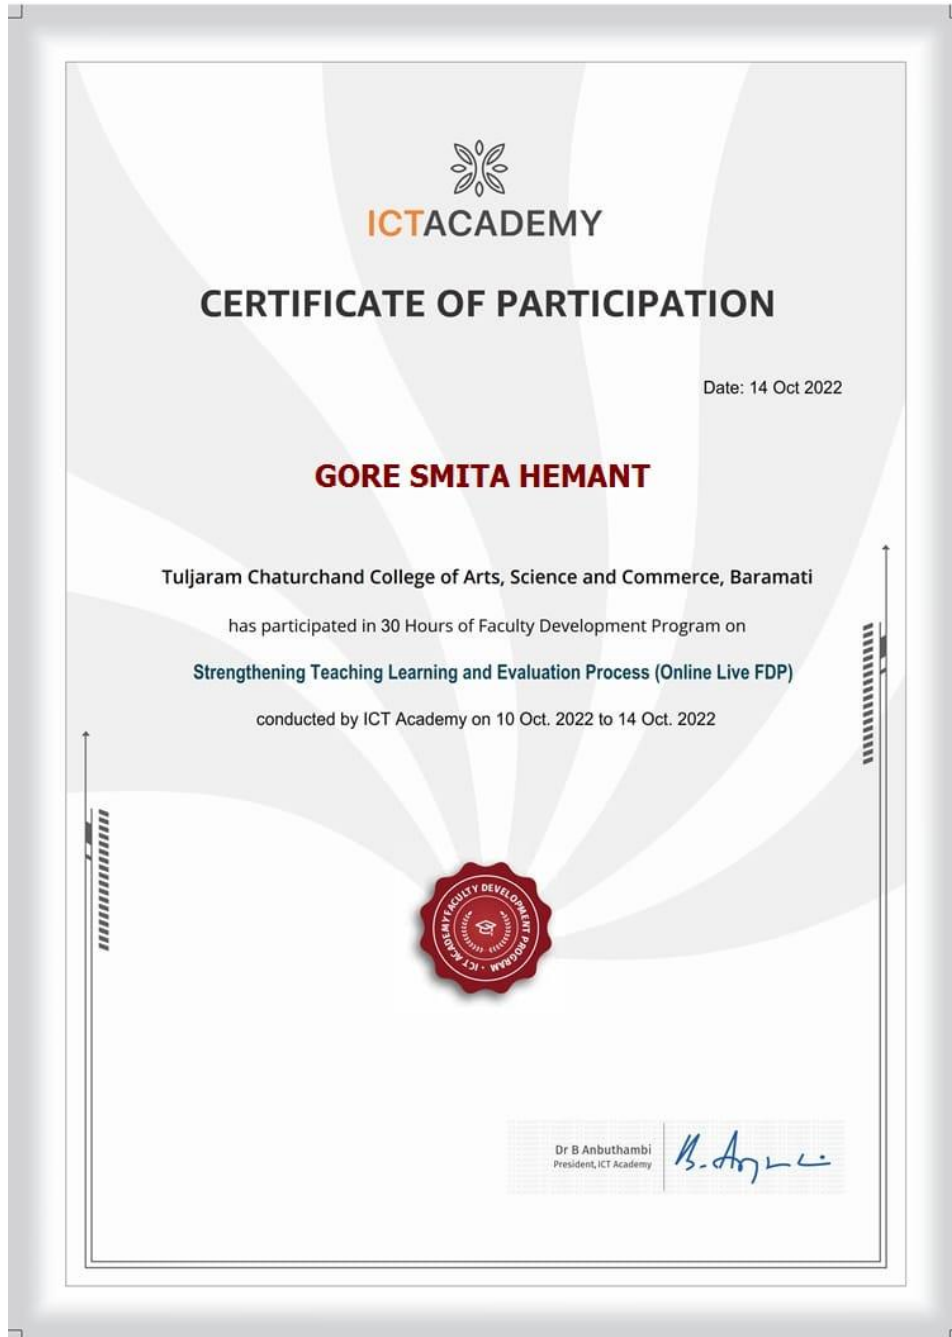 ICTACADEMY
CERTIFICATE OF PARTICIPATION
Date: 14 Oct 2022
GORE SMITA HEMANT
Tuljaram Chaturchand College of Arts, Science and Commerce, Baramati
has participated in 30 Hours of Faculty Development Program on
Strengthening Teaching Learning and Evaluation Process (Online Live FDP)
conducted by ICT Academy on 10 Oct. 2022 to 14 Oct. 2022
ICT ACADEMY FACULTY DEVELOPMENT PROGRAM
Dr B Anbuthambi
President, ICT Academy